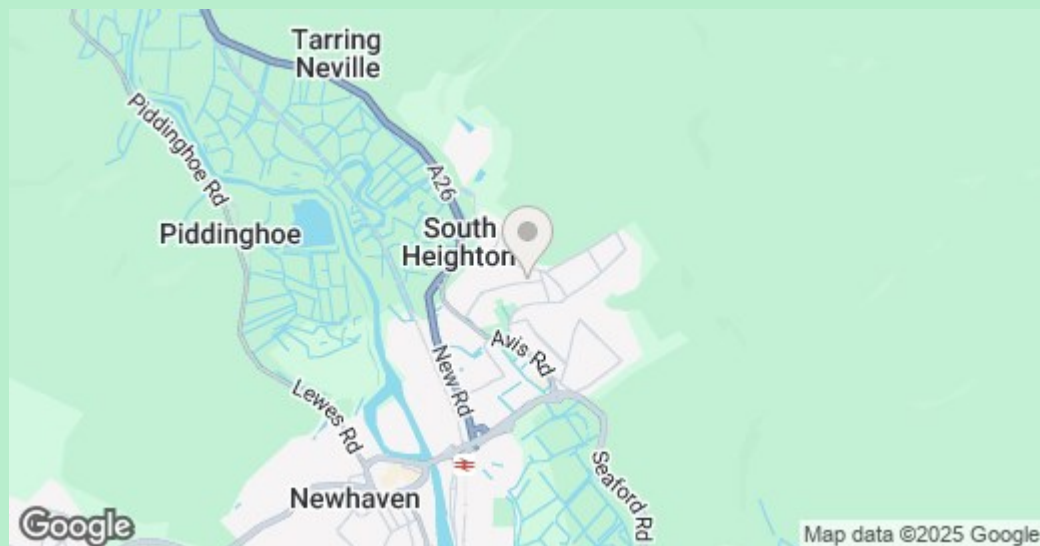 Tarring
Neville
Piddinghoe Rd
A26
South
Heighton
Piddinghoe
Avis Rd
New Rd
Lewes Rd
Seaford Rd
Newhaven
Google
Map data ©2025 Google